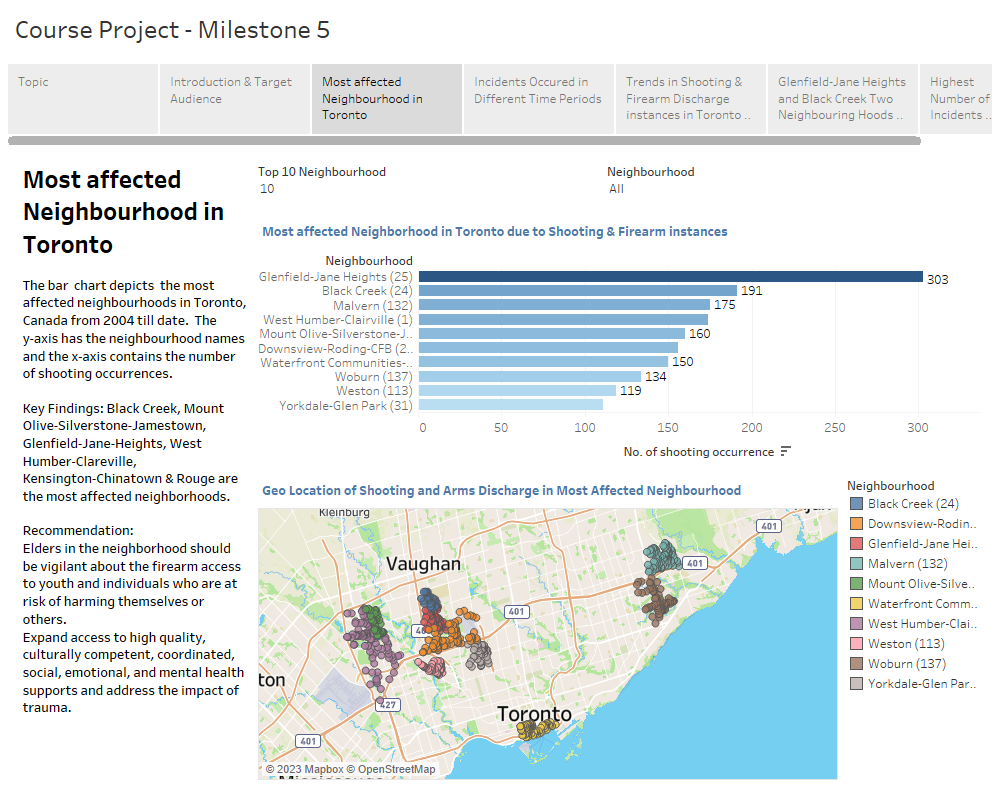 Course Project - Milestone 5
Topic
Introduction & Target
Audience
Most affected
Neighbourhood in
Toronto
Incidents Occured in
Different Time Periods
Trends in Shooting &
Firearm Discharge
instances in Toronto ..
Glenfield-Jane Heights
and Black Creek Two
Neighbouring Hoods ..
Highest
Number of
Incidents ..
Most affected
Neighbourhood in
Toronto
The bar chart depicts the most
affected neighbourhoods in Toronto,
Canada from 2004 till date. The
y-axis has the neighbourhood names
and the x-axis contains the number
of shooting occurrences.
Key Findings: Black Creek, Mount
Olive-Silverstone-Jamestown,
Glenfield-Jane-Heights, West
Humber-Clareville,
Kensington-Chinatown & Rouge are
the most affected neighborhoods.
Recommendation:
Elders in the neighborhood should
be vigilant about the firearm access
to youth and individuals who are at
risk of harming themselves or
others.
Expand access to high quality,
culturally competent, coordinated,
social, emotional, and mental health
supports and address the impact of
trauma.
Top 10 Neighbourhood
10
Neighbourhood
All
Most affected Neighborhood in Toronto due to Shooting & Firearm instances
Neighbourhood
Glenfield-Jane Heights (25) 303
Black Creek (24) 191
Malvern (132) 175
West Humber-Clairville (1)
Mount Olive-Silverstone-J.. 160
Downsview-Roding-CFB (2..
Waterfront Communities-.. 150
Woburn (137) 134
Weston (113) 119
Yorkdale-Glen Park (31)
0 50 100 150 200 250 300
No. of shooting occurrence
Geo Location of Shooting and Arms Discharge in Most Affected Neighbourhood
Kleinburg
401
Vaughan
401
401
427
Toronto
401
© 2023 Mapbox © OpenStreetMap
Neighbourhood
Black Creek (24)
Downsview-Rodin..
Glenfield-Jane Hei..
Malvern (132)
Mount Olive-Silve..
Waterfront Comm..
West Humber-Clai..
Weston (113)
Woburn (137)
Yorkdale-Glen Par..